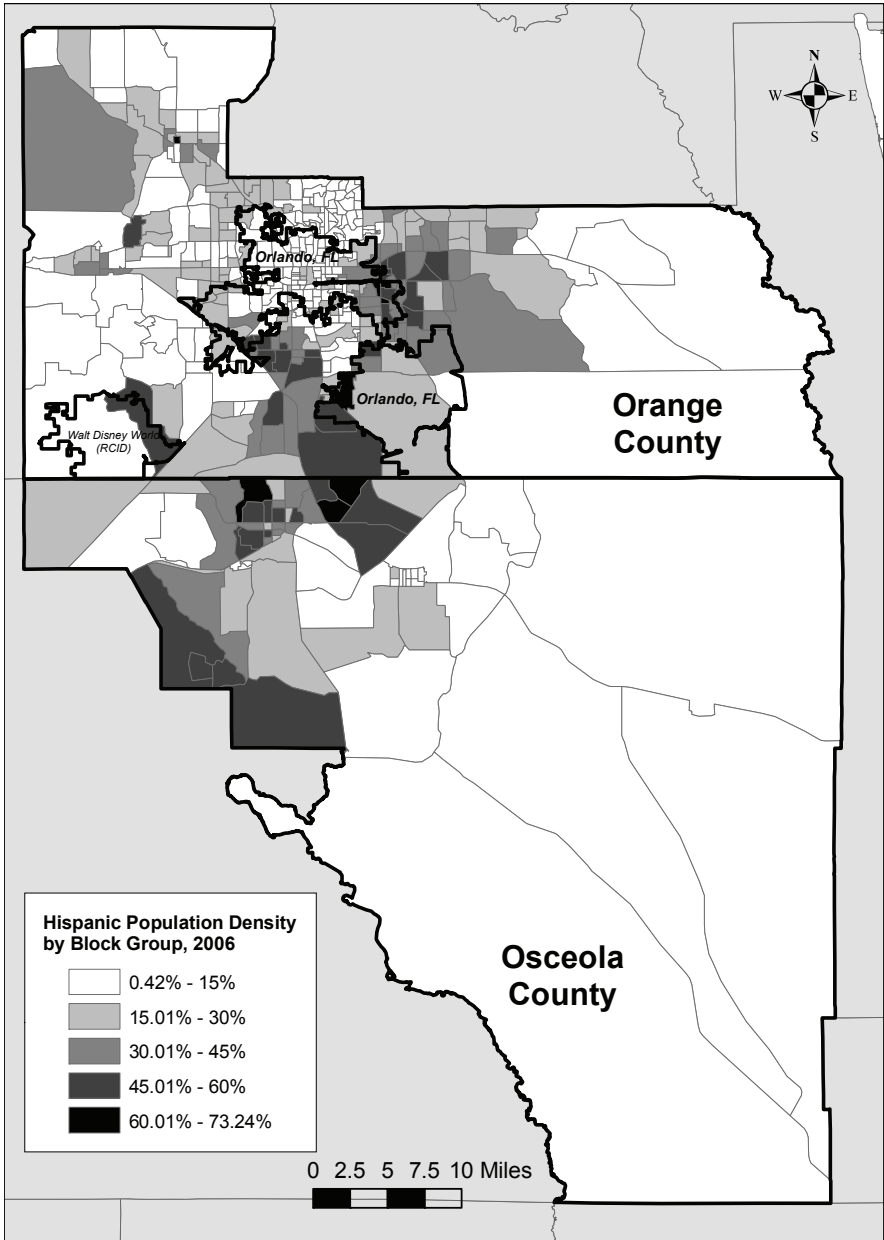 N
W E
S
Orlando, FL
Orlando, FL
Orange
County
Walt Disney World
(RCID)
Hispanic Population Density
by Block Group, 2006
0.42% - 15%
15.01% - 30%
30.01% - 45%
45.01% - 60%
60.01% - 73.24%
Osceola
County
0 2.5 5 7.5 10 Miles